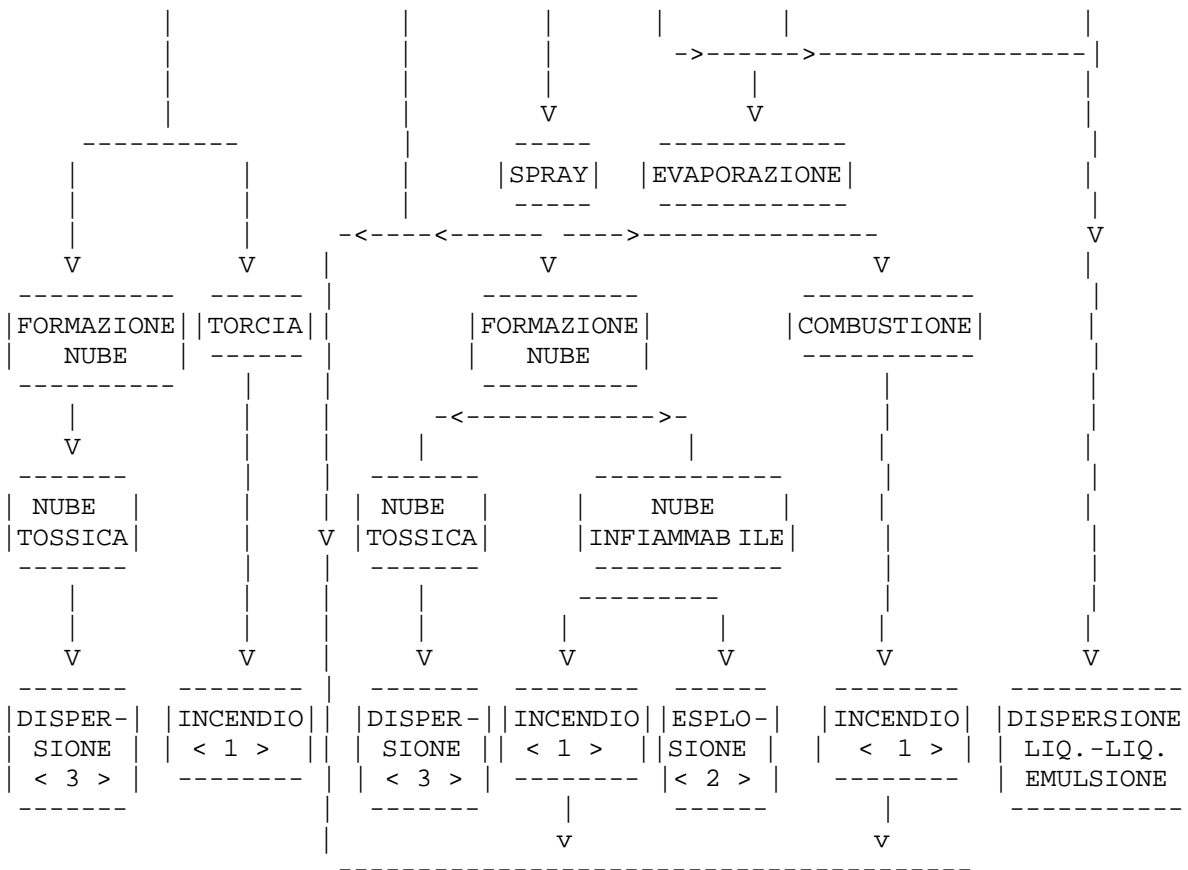 SPRAY
EVAPORAZIONE
FORMAZIONE
NUBE
TORCIA
FORMAZIONE
NUBE
COMBUSTIONE
NUBE
TOSSICA
NUBE
TOSSICA
NUBE
INFIAMMAB ILE
DISPER-
SIONE
< 3 >
INCENDIO
< 1 >
DISPER-
SIONE
< 3 >
INCENDIO
< 1 >
ESPLO-
SIONE
< 2 >
INCENDIO
< 1 >
DISPERSIONE
LIQ.-LIQ.
EMULSIONE